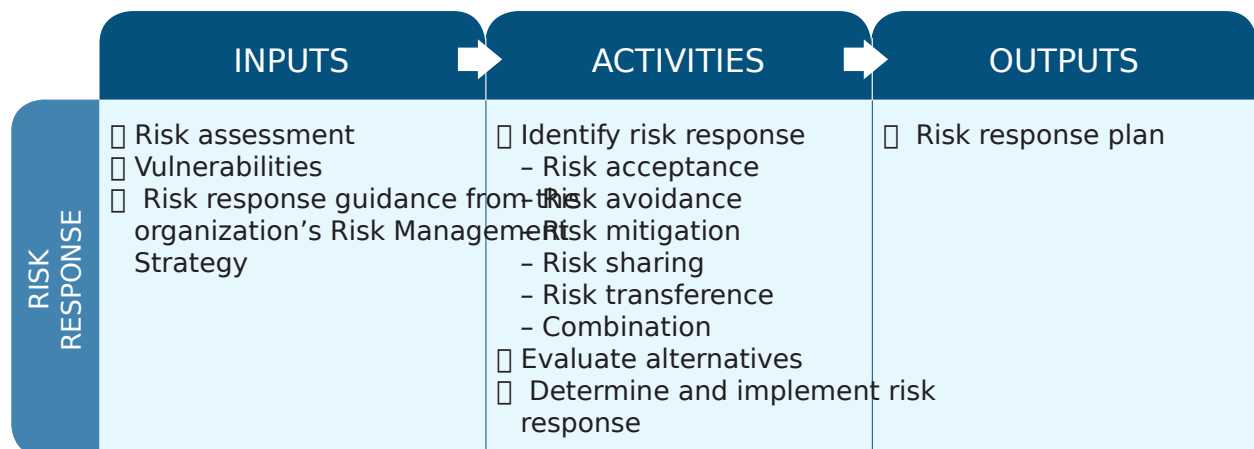 INPUTS
ACTIVITIES
OUTPUTS
RISK
RESPONSE
Risk assessment
Vulnerabilities
Risk response guidance from the
organization’s Risk Management
Strategy
Identify risk response
– Risk acceptance
– Risk avoidance
– Risk mitigation
– Risk sharing
– Risk transference
– Combination
Evaluate alternatives
Determine and implement risk
response
Risk response plan